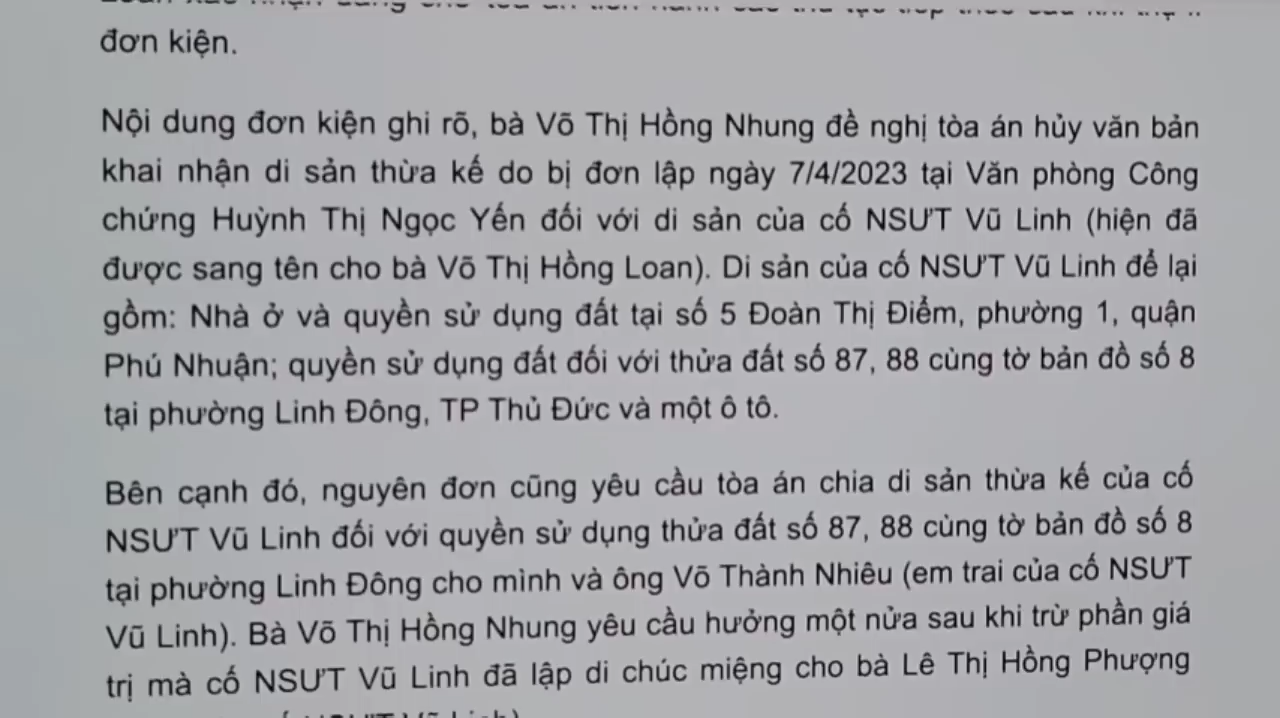 đơn kiện.
Nội dung đơn kiện ghi rõ, bà Võ Thị Hồng Nhung đề nghị tòa án hủy văn bản
khai nhận di sản thừa kế do bị đơn lập ngày 7/4/2023 tại Văn phòng Công
chứng Huỳnh Thị Ngọc Yến đối với di sản của cố NSƯT Vũ Linh (hiện đã
được sang tên cho bà Võ Thị Hồng Loan). Di sản của cố NSƯT Vũ Linh để lại
gồm: Nhà ở và quyền sử dụng đất tại số 5 Đoàn Thị Điểm, phường 1, quận
Phú Nhuận; quyền sử dụng đất đối với thửa đất số 87, 88 cùng tờ bản đồ số 8
tại phường Linh Đông, TP Thủ Đức và một ô tô.
Bên cạnh đó, nguyên đơn cũng yêu cầu tòa án chia di sản thừa kế của cố
NSƯT Vũ Linh đối với quyền sử dụng thửa đất số 87, 88 cùng tờ bản đồ số 8
tại phường Linh Đông cho mình và ông Võ Thành Nhiêu (em trai của cố NSƯT
Vũ Linh). Bà Võ Thị Hồng Nhung yêu cầu hưởng một nửa sau khi trừ phần giá
trị mà cố NSƯT Vũ Linh đã lập di chúc miệng cho bà Lê Thị Hồng Phượng